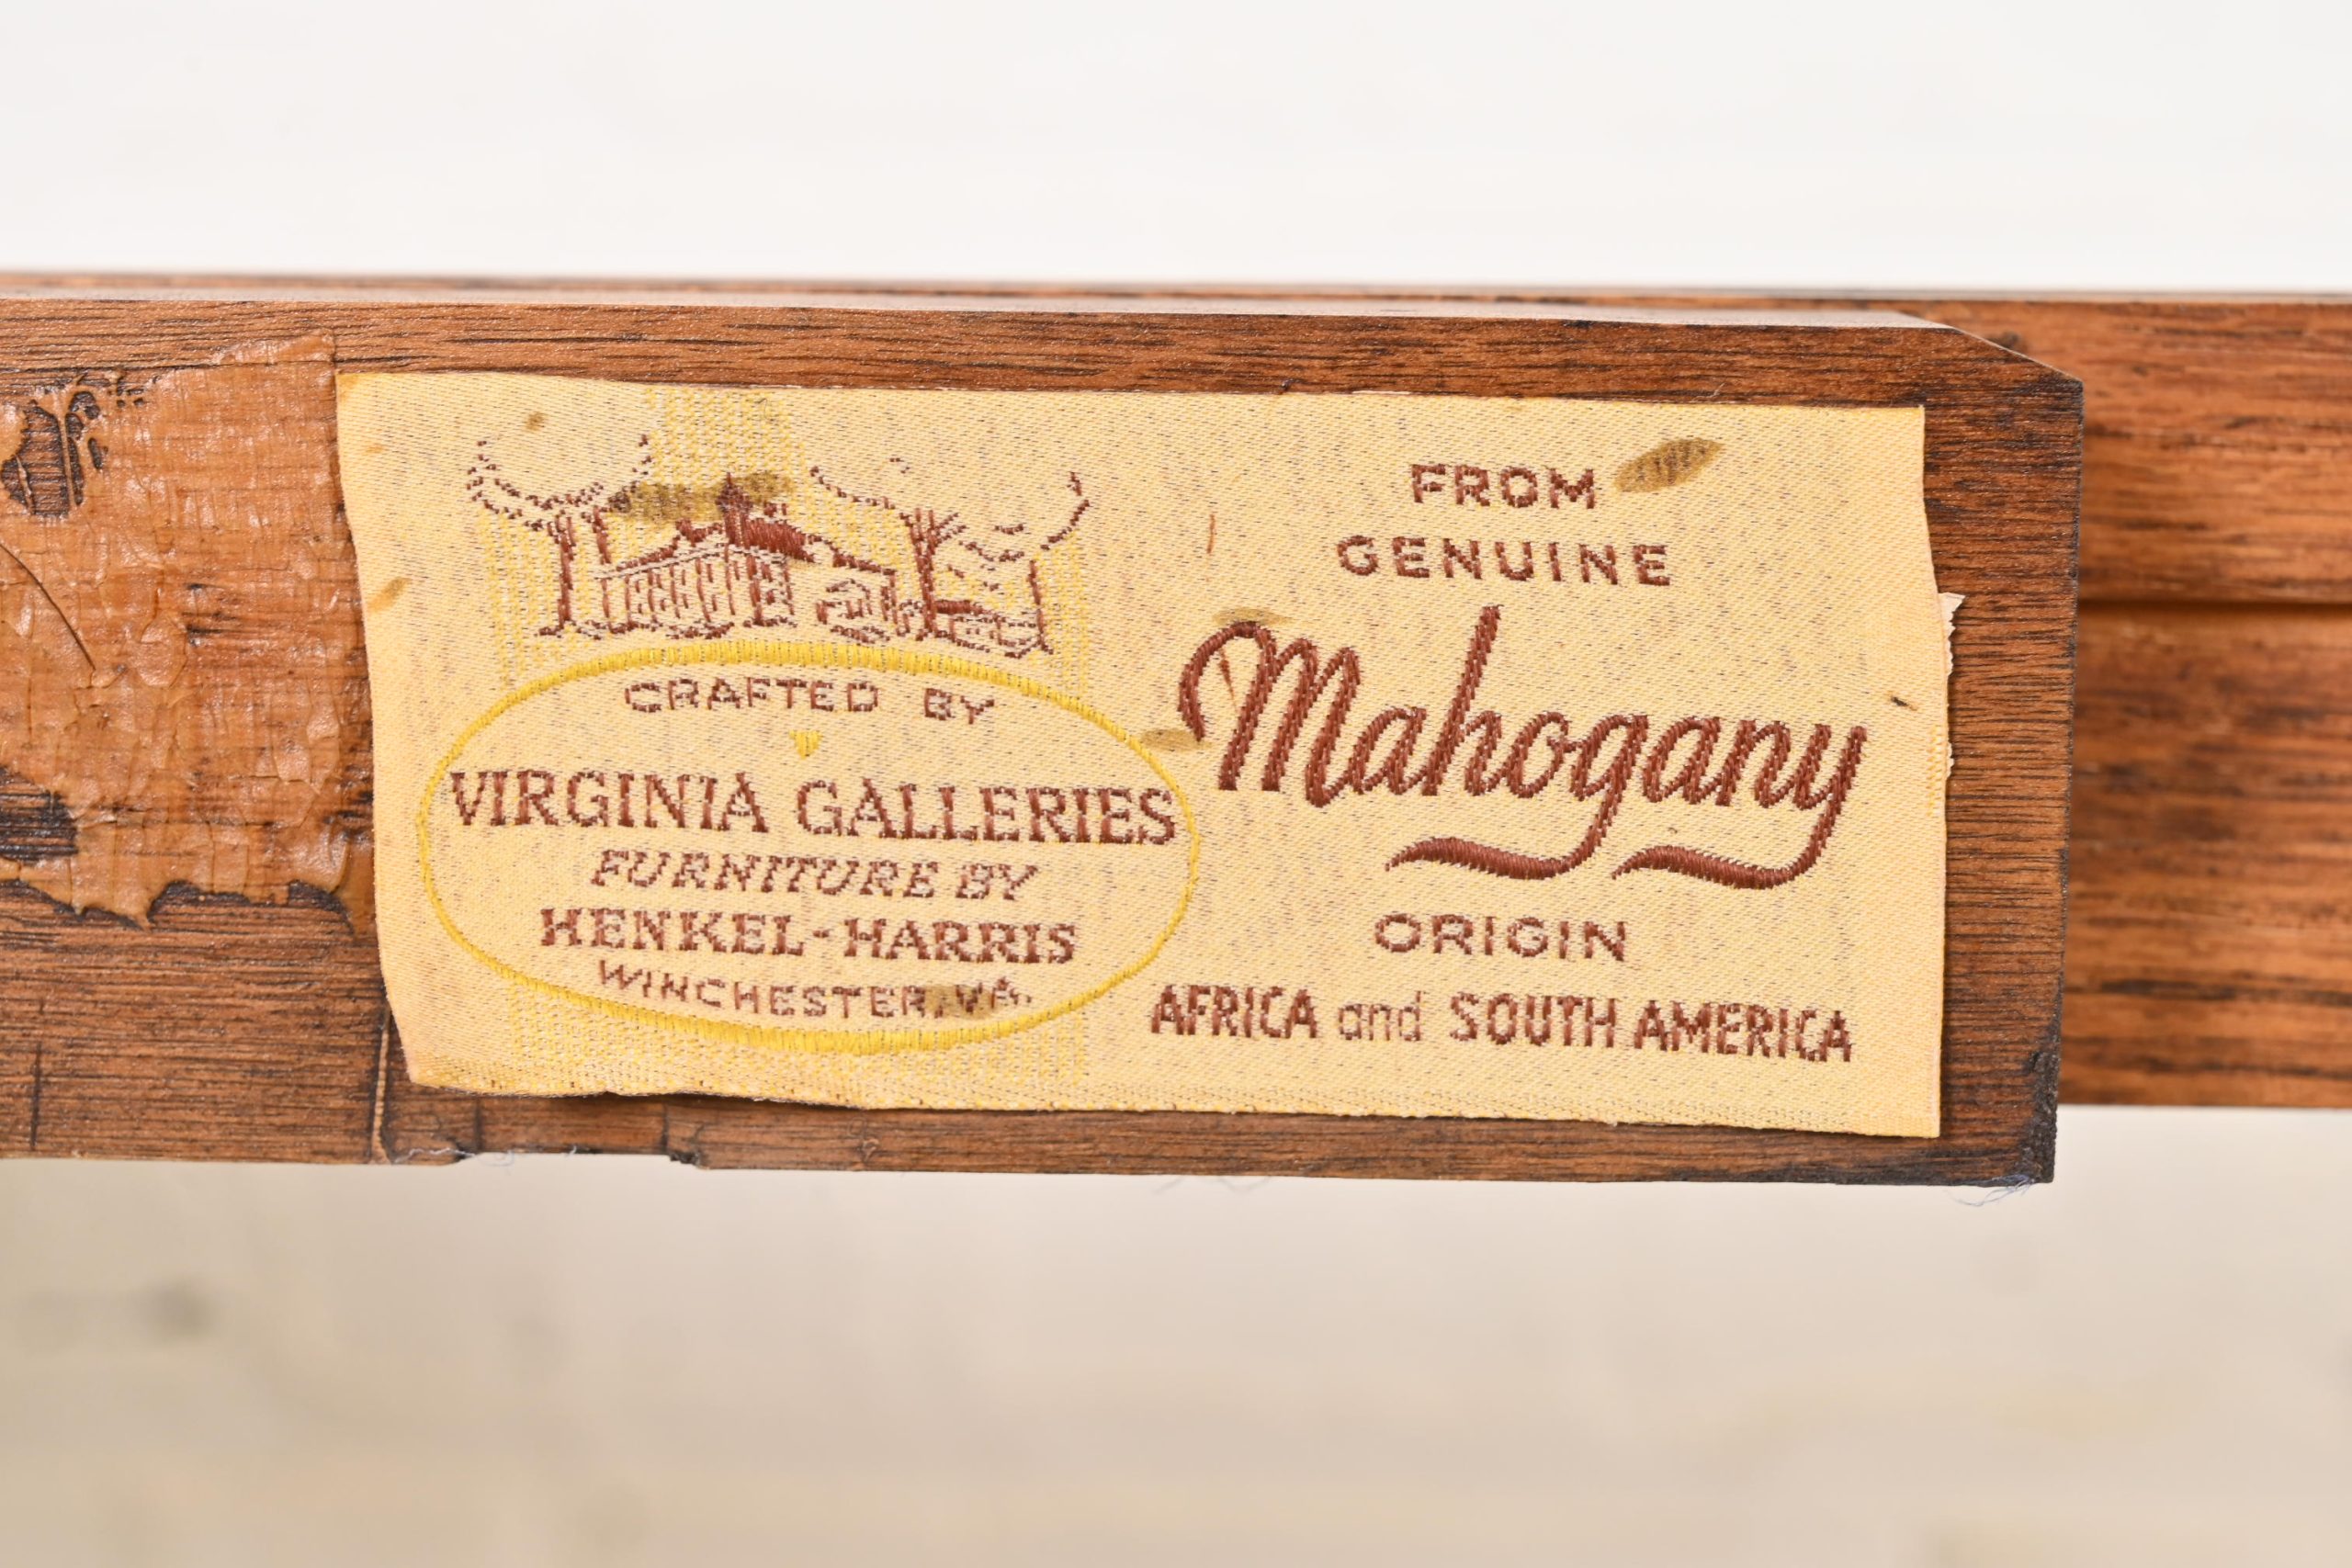 CRAFTED BY
VIRGINIA GALLERIES
FURNITURE BY
HENKEL-HARRIS
WINCHESTER, VA.
FROM
GENUINE
Mahogany
ORIGIN
AFRICA and SOUTH AMERICA